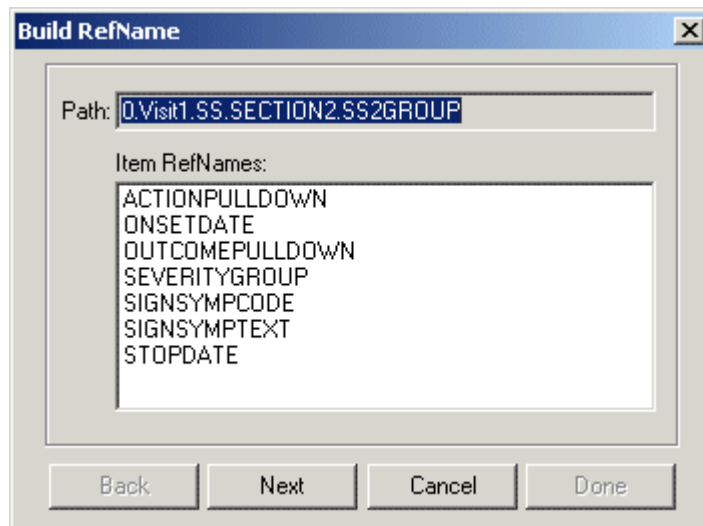 Build RefName
Path: 0.Visit1.SS.SECTION2.SS2GROUP
Item RefNames:
ACTIONPULLDOWN
ONSETDATE
OUTCOMEPULLDOWN
SEVERITYGROUP
SIGNSYMPCODE
SIGNSYMPTEXT
STOPDATE
Back Next Cancel Done